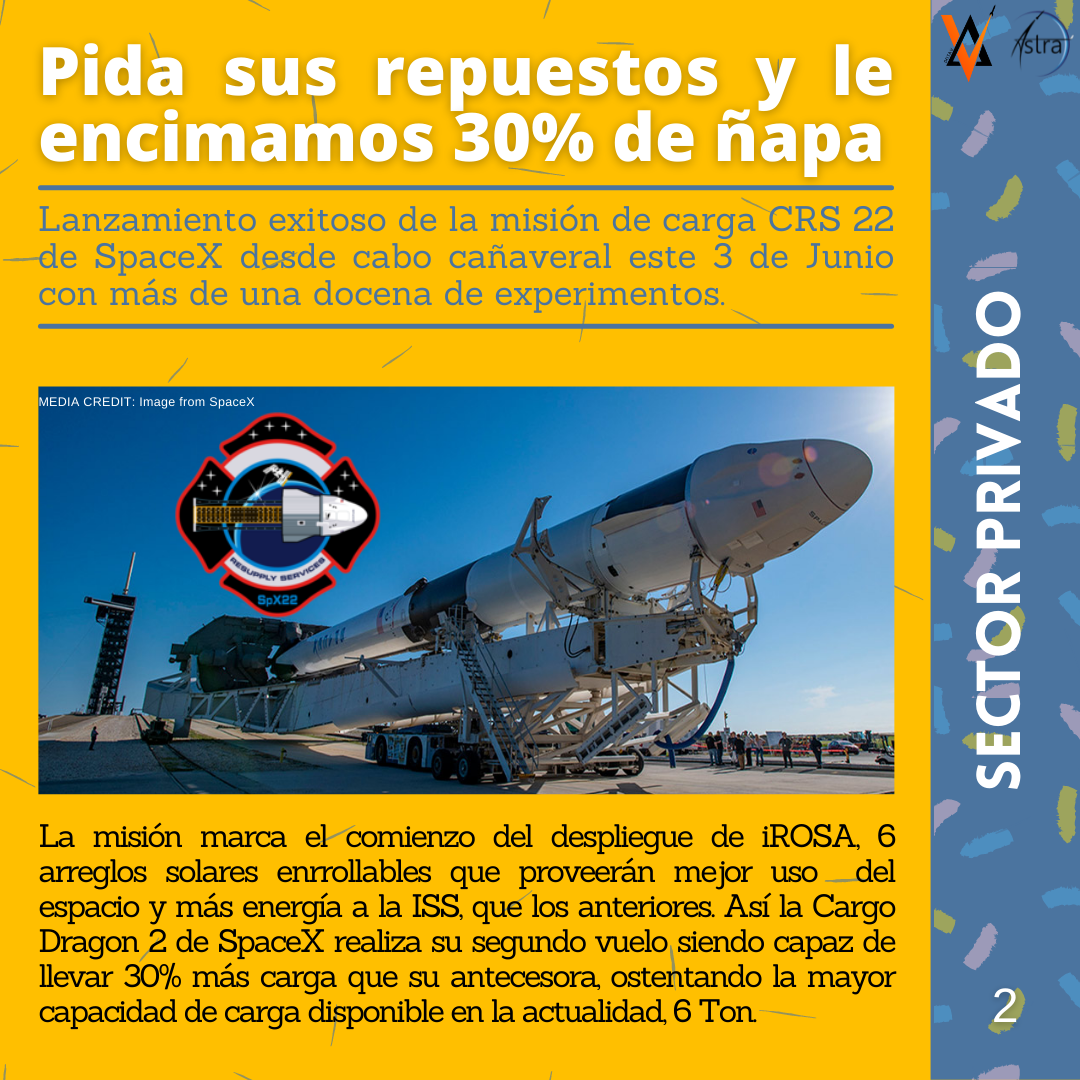 Pida sus repuestos y le
encimamos 30% de ñapa
Lanzamiento exitoso de la misión de carga CRS 22
de SpaceX desde cabo cañaveral este 3 de Junio
con más de una docena de experimentos.
MEDIA CREDIT: Image from SpaceX
RESUPPLY SERVICES
SpX22
La misión marca el comienzo del despliegue de iROSA, 6
arreglos solares enrrollables que proveerán mejor uso del
espacio y más energía a la ISS, que los anteriores. Así la Cargo
Dragon 2 de SpaceX realiza su segundo vuelo siendo capaz de
llevar 30% más carga que su antecesora, ostentando la mayor
capacidad de carga disponible en la actualidad, 6 Ton.
Astra
SECTOR PRIVADO
2